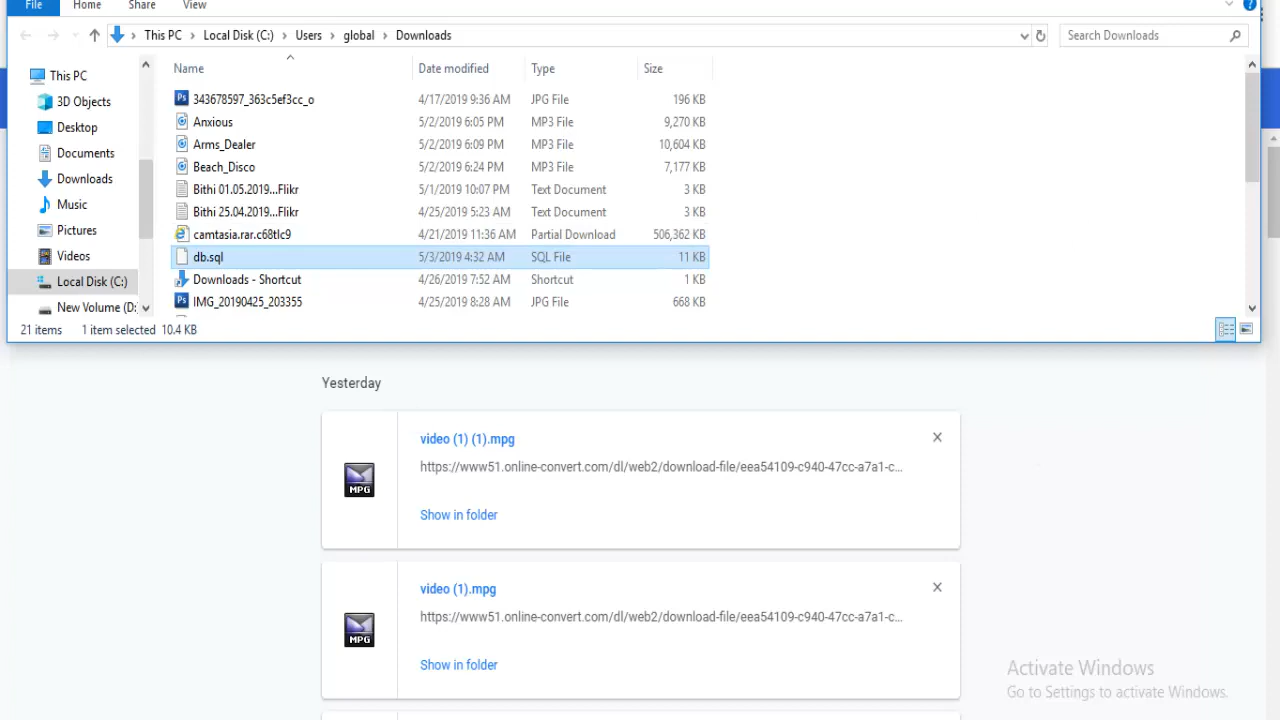 File Home Share View
This PC Local Disk (C:) Users global Downloads Search Downloads
Name Date modified Type Size
This PC
3D Objects
Desktop
Documents
Downloads
Music
Pictures
Videos
Local Disk (C:)
New Volume (D:
343678597_363c5ef3cc_o 4/17/2019 9:36 AM JPG File 196 KB
Anxious 5/2/2019 6:05 PM MP3 File 9,270 KB
Arms_Dealer 5/2/2019 6:09 PM MP3 File 10,604 KB
Beach_Disco 5/2/2019 6:24 PM MP3 File 7,177 KB
Bithi 01.05.2019...Flikr 5/1/2019 10:07 PM Text Document 3 KB
Bithi 25.04.2019...Flikr 4/25/2019 5:23 AM Text Document 3 KB
camtasia.rar.c68tlc9 4/21/2019 11:36 AM Partial Download 506,362 KB
db.sql 5/3/2019 4:32 AM SQL File 11 KB
Downloads - Shortcut 4/26/2019 7:52 AM Shortcut 1 KB
IMG_20190425_203355 4/25/2019 8:28 AM JPG File 668 KB
21 items 1 item selected 10.4 KB
Yesterday
video (1) (1).mpg
https://www51.online-convert.com/dl/web2/download-file/eea54109-c940-47cc-a7a1-c...
MPG
Show in folder
video (1).mpg
https://www51.online-convert.com/dl/web2/download-file/eea54109-c940-47cc-a7a1-c...
MPG
Show in folder
Activate Windows
Go to Settings to activate Windows.